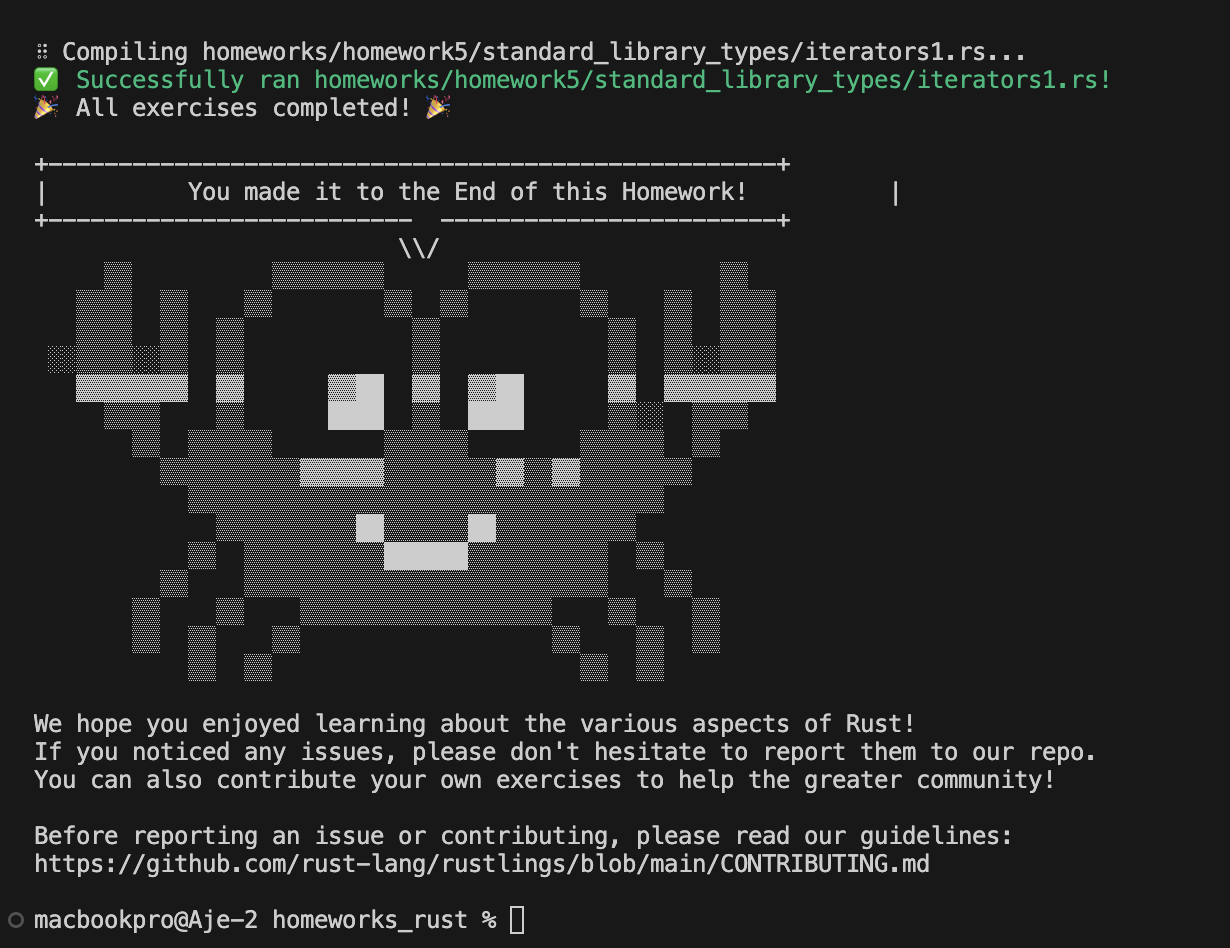 ⠿ Compiling homeworks/homework5/standard_library_types/iterators1.rs...
✅ Successfully ran homeworks/homework5/standard_library_types/iterators1.rs!
🎉 All exercises completed! 🎉
+----------------------------------------------------+
|          You made it to the End of this Homework!          |
+--------------------------  ------------------------+
\\/
We hope you enjoyed learning about the various aspects of Rust!
If you noticed any issues, please don't hesitate to report them to our repo.
You can also contribute your own exercises to help the greater community!
Before reporting an issue or contributing, please read our guidelines:
https://github.com/rust-lang/rustlings/blob/main/CONTRIBUTING.md
macbookpro@Aje-2 homeworks_rust %